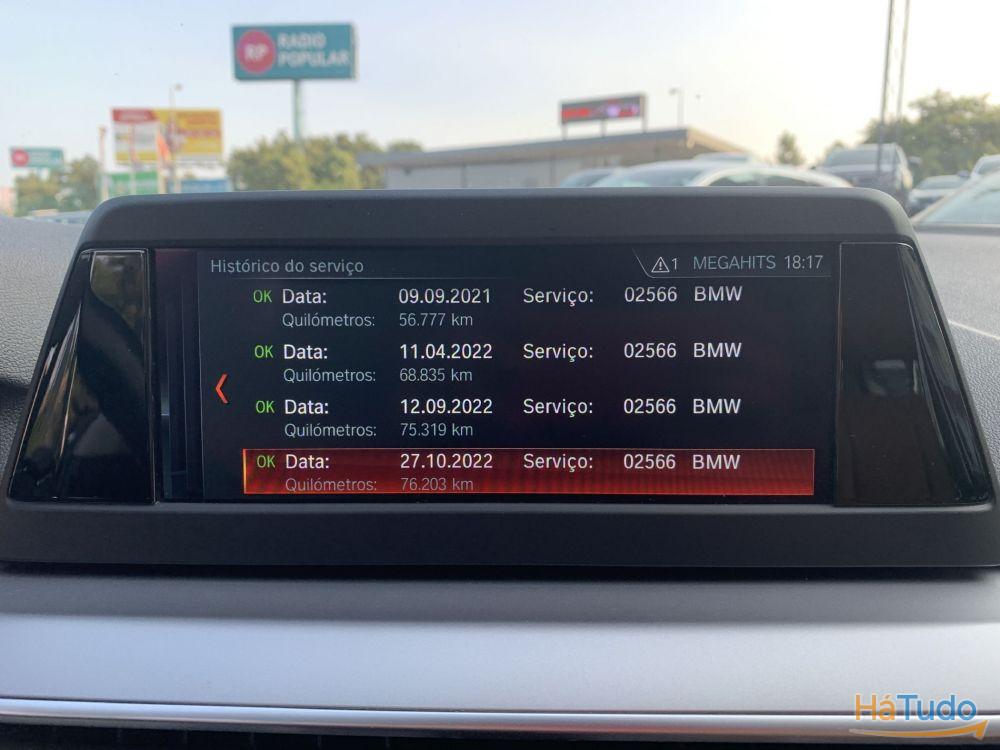 RP RADIO
POPULAR
Histórico do serviço 1 MEGAHITS 18:17
OK Data: 09.09.2021 Serviço: 02566 BMW
Quilómetros: 56.777 km
OK Data: 11.04.2022 Serviço: 02566 BMW
Quilómetros: 68.835 km
OK Data: 12.09.2022 Serviço: 02566 BMW
Quilómetros: 75.319 km
OK Data: 27.10.2022 Serviço: 02566 BMW
Quilómetros: 76.203 km
HáTudo